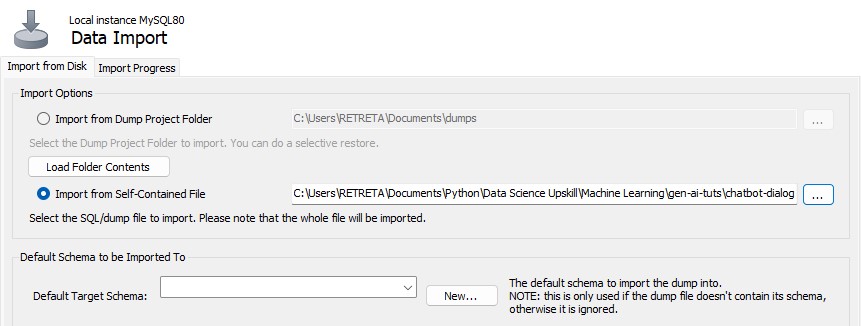 Local instance MySQL80
Data Import
Import from Disk Import Progress
Import Options
Import from Dump Project Folder C:\Users\RETRETA\Documents\dumps ...
Select the Dump Project Folder to import. You can do a selective restore.
Load Folder Contents
Import from Self-Contained File C:\Users\RETRETA\Documents\Python\Data Science Upskill\Machine Learning\gen-ai-tuts\chatbot-dialog ...
Select the SQL/dump file to import. Please note that the whole file will be imported.
Default Schema to be Imported To
Default Target Schema: New... The default schema to import the dump into.
NOTE: this is only used if the dump file doesn't contain its schema,
otherwise it is ignored.